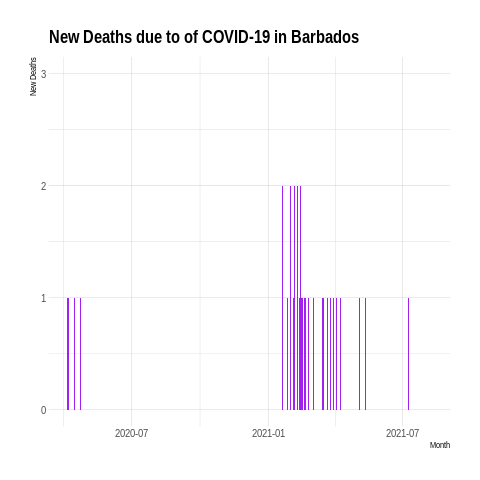 New Deaths due to of COVID-19 in Barbados
New Deaths
3
2
1
0
2020-07 2021-01 2021-07
Month